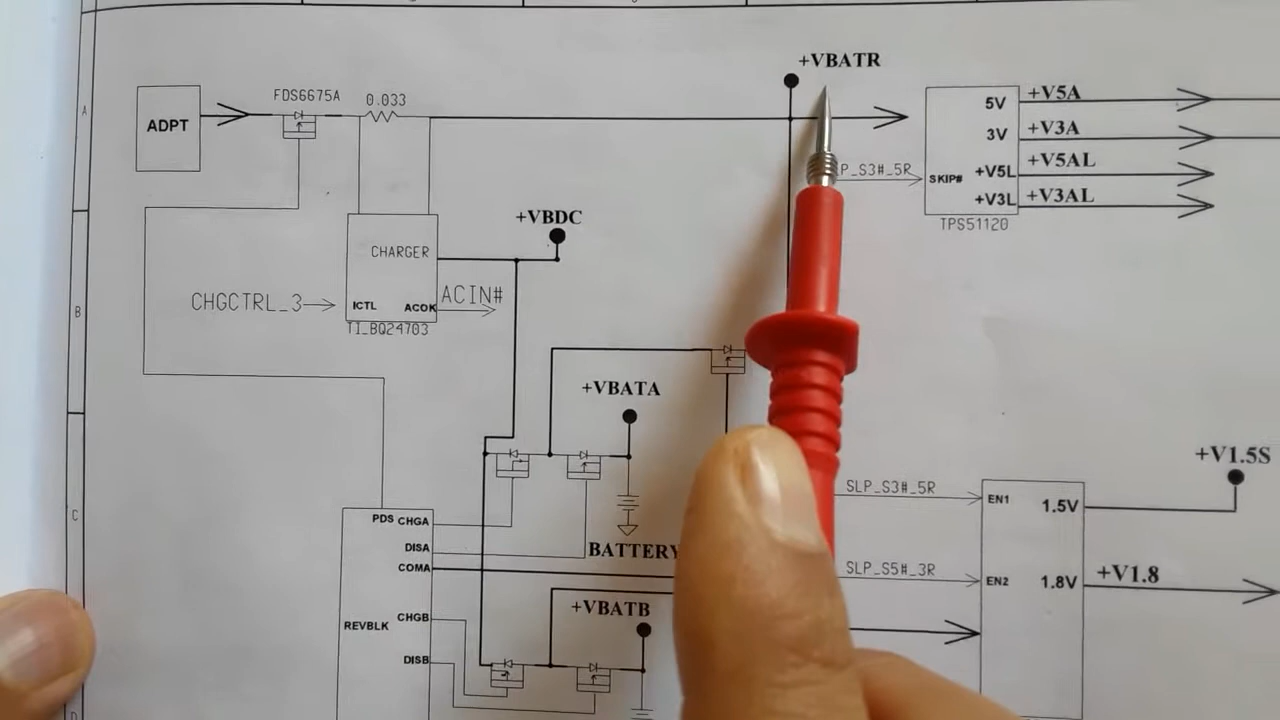 +VBATR
FDS6675A
0.033
ADPT
5V
+V5A
3V
+V3A
P_S3#_5R
SKIP#
+V5L
+V5AL
+V3L
+V3AL
TPS51120
+VBDC
CHARGER
CHGCTRL_3
ICTL
ACOK
ACIN#
TI_BQ24703
+VBATA
+V1.5S
PDS
CHGA
DISA
COMA
BATTERY
SLP_S3#_5R
EN1
1.5V
SLP_S5#_3R
EN2
1.8V
+V1.8
+VBATB
CHGB
REVBLK
DISB
A
B
C
D